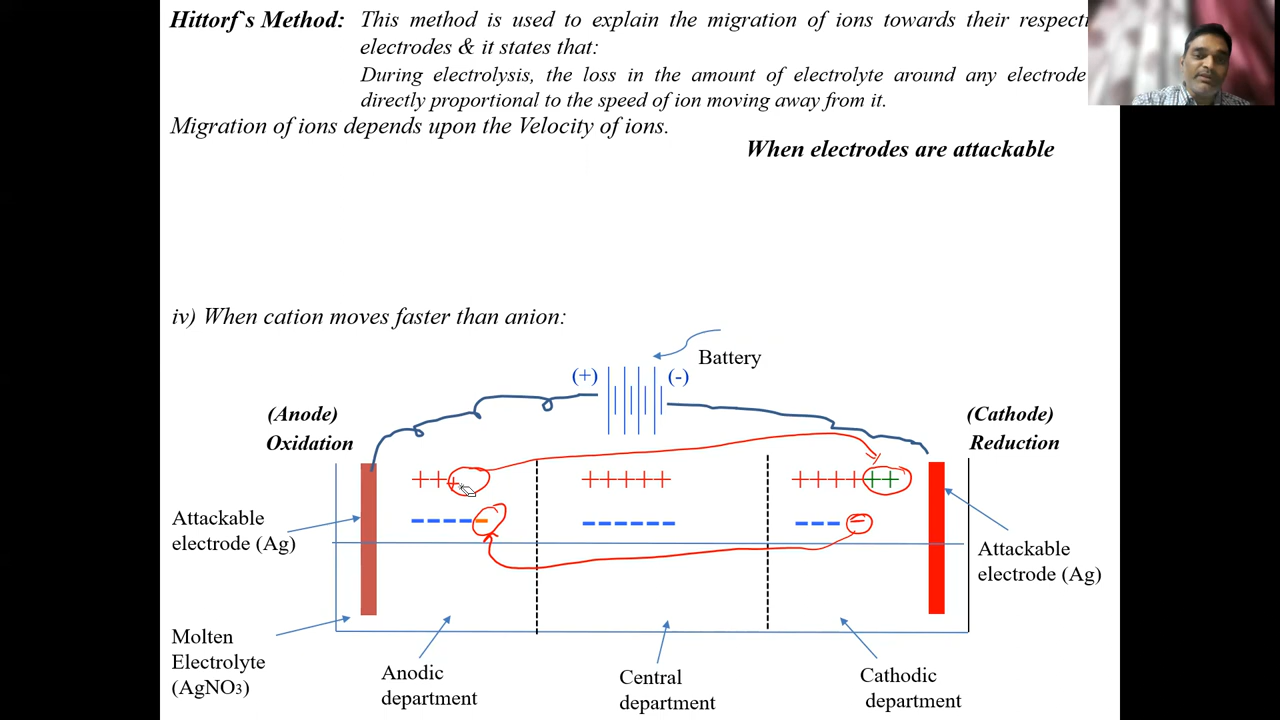 Hittorf`s Method: This method is used to explain the migration of ions towards their
electrodes & it states that:
During electrolysis, the loss in the amount of electrolyte around any electrode
directly proportional to the speed of ion moving away from it.
Migration of ions depends upon the Velocity of ions.
When electrodes are attackable
iv) When cation moves faster than anion:
Battery
(+) (-)
(Anode) (Cathode)
Oxidation Reduction
+++ +++++ ++++++
Attackable
electrode (Ag)
Attackable
electrode (Ag)
Molten
Electrolyte
(AgNO3)
Anodic
department
Central
department
Cathodic
department